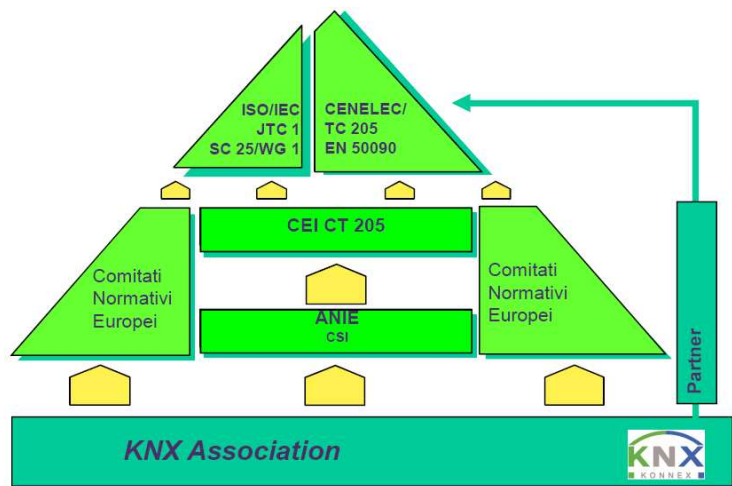 ISO/IEC
JTC 1
SC 25/WG 1
CENELEC/
TC 205
EN 50090
CEI CT 205
Comitati
Normativi
Europei
ANIE
CSI
Comitati
Normativi
Europei
Partner
KNX Association
KNX
KONNEX